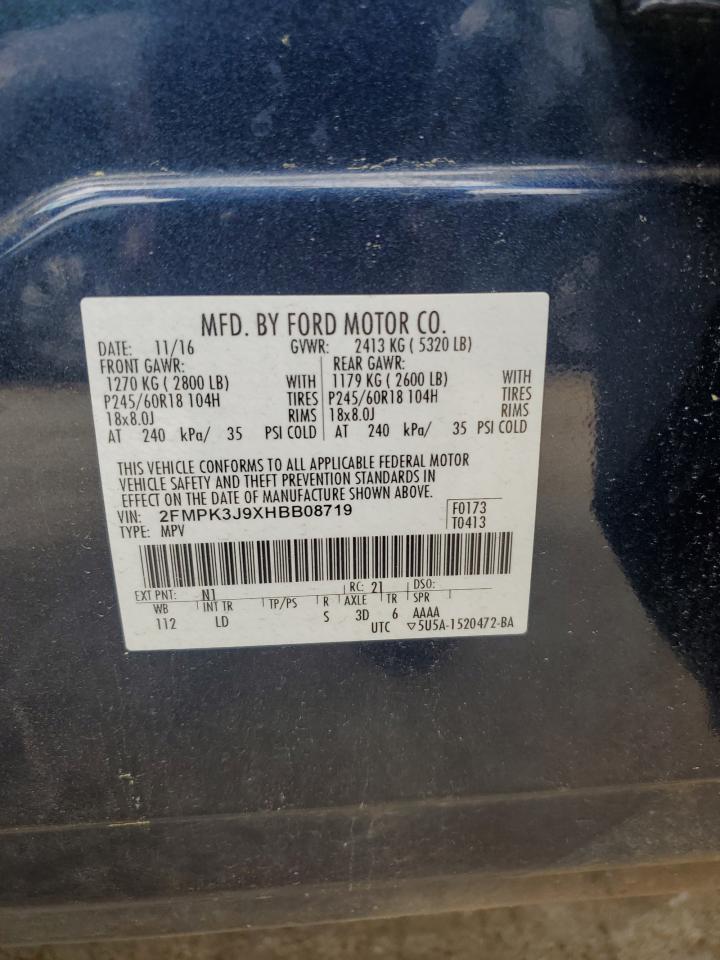 MFD. BY FORD MOTOR CO.
DATE: 11/16 GVWR: 2413 KG ( 5320 LB)
FRONT GAWR: REAR GAWR:
1270 KG ( 2800 LB) WITH 1179 KG ( 2600 LB) WITH
P245/60R18 104H TIRES P245/60R18 104H TIRES
18x8.0J RIMS 18x8.0J RIMS
AT 240 kPa/ 35 PSI COLD AT 240 kPa/ 35 PSI COLD
THIS VEHICLE CONFORMS TO ALL APPLICABLE FEDERAL MOTOR
VEHICLE SAFETY AND THEFT PREVENTION STANDARDS IN
EFFECT ON THE DATE OF MANUFACTURE SHOWN ABOVE.
VIN: 2FMPK3J9XHBB08719 F0173
TYPE: MPV T0413
EXT PNT: N1 RC: 21 DSO:
WB INT TR TP/PS R AXLE TR SPR
112 LD S 3D 6 AAAA
UTC ▽5U5A-1520472-BA